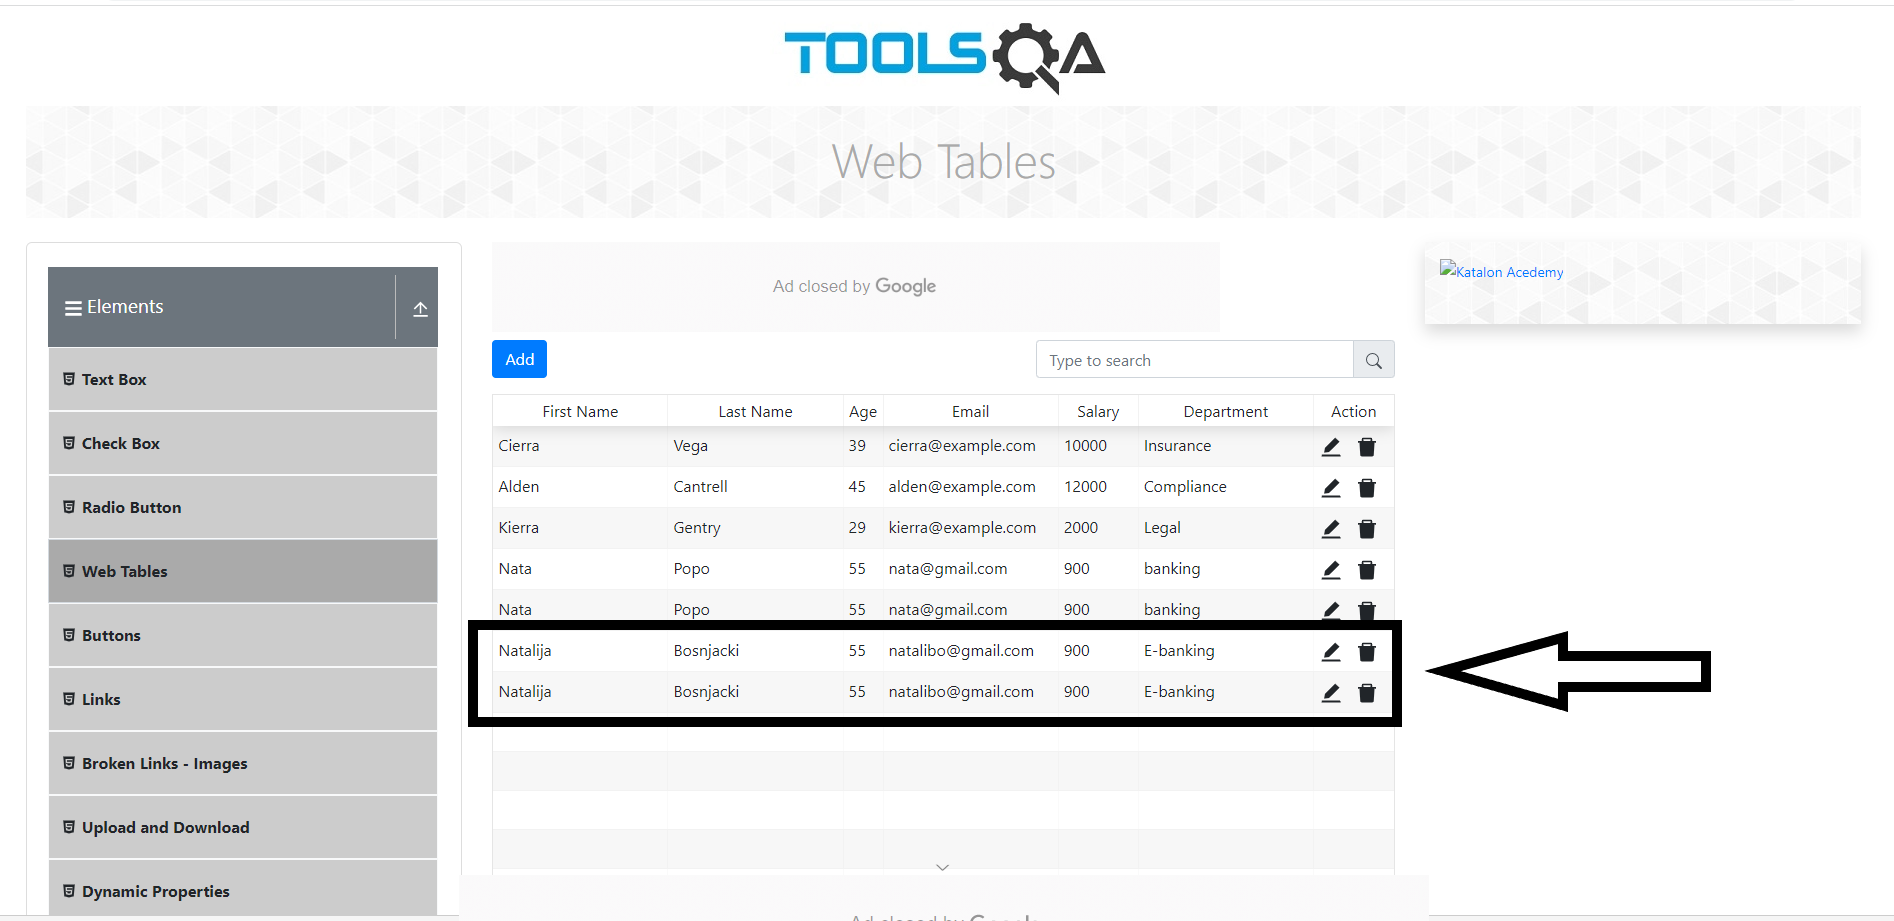 TOOLSQA
Web Tables
Elements
Text Box
Check Box
Radio Button
Web Tables
Buttons
Links
Broken Links - Images
Upload and Download
Dynamic Properties
Ad closed by Google
Add
Type to search
First Name Last Name Age Email Salary Department Action
Cierra Vega 39 cierra@example.com 10000 Insurance
Alden Cantrell 45 alden@example.com 12000 Compliance
Kierra Gentry 29 kierra@example.com 2000 Legal
Nata Popo 55 nata@gmail.com 900 banking
Nata Popo 55 nata@gmail.com 900 banking
Natalija Bosnjacki 55 natalibo@gmail.com 900 E-banking
Natalija Bosnjacki 55 natalibo@gmail.com 900 E-banking
Ad closed by Google
Katalon Acedemy